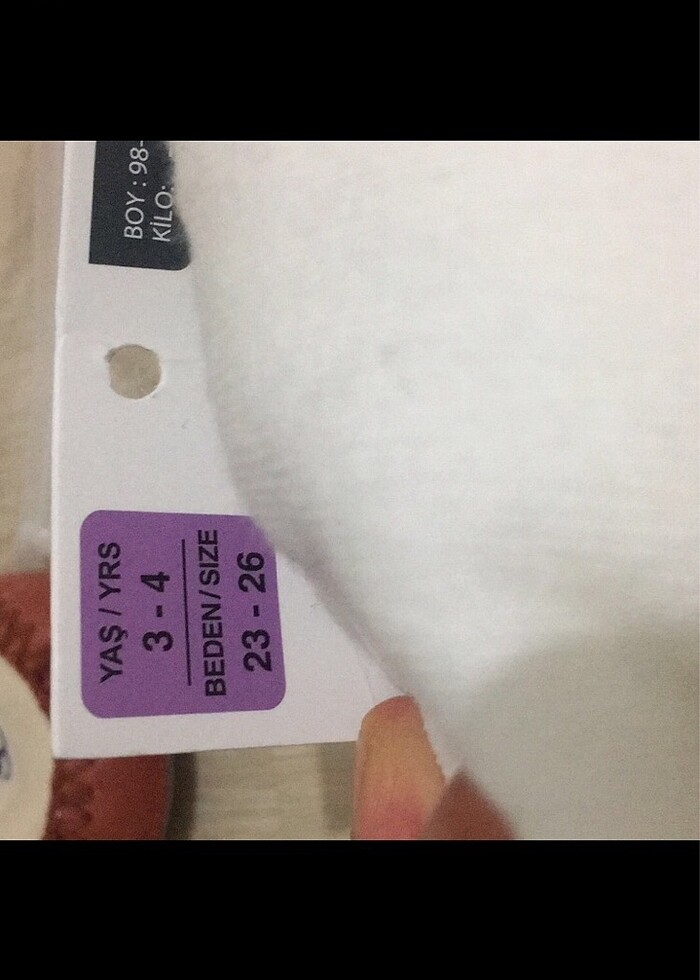 BOY : 98-
KİLO:
YAŞ / YRS
3 - 4
BEDEN / SIZE
23 - 26